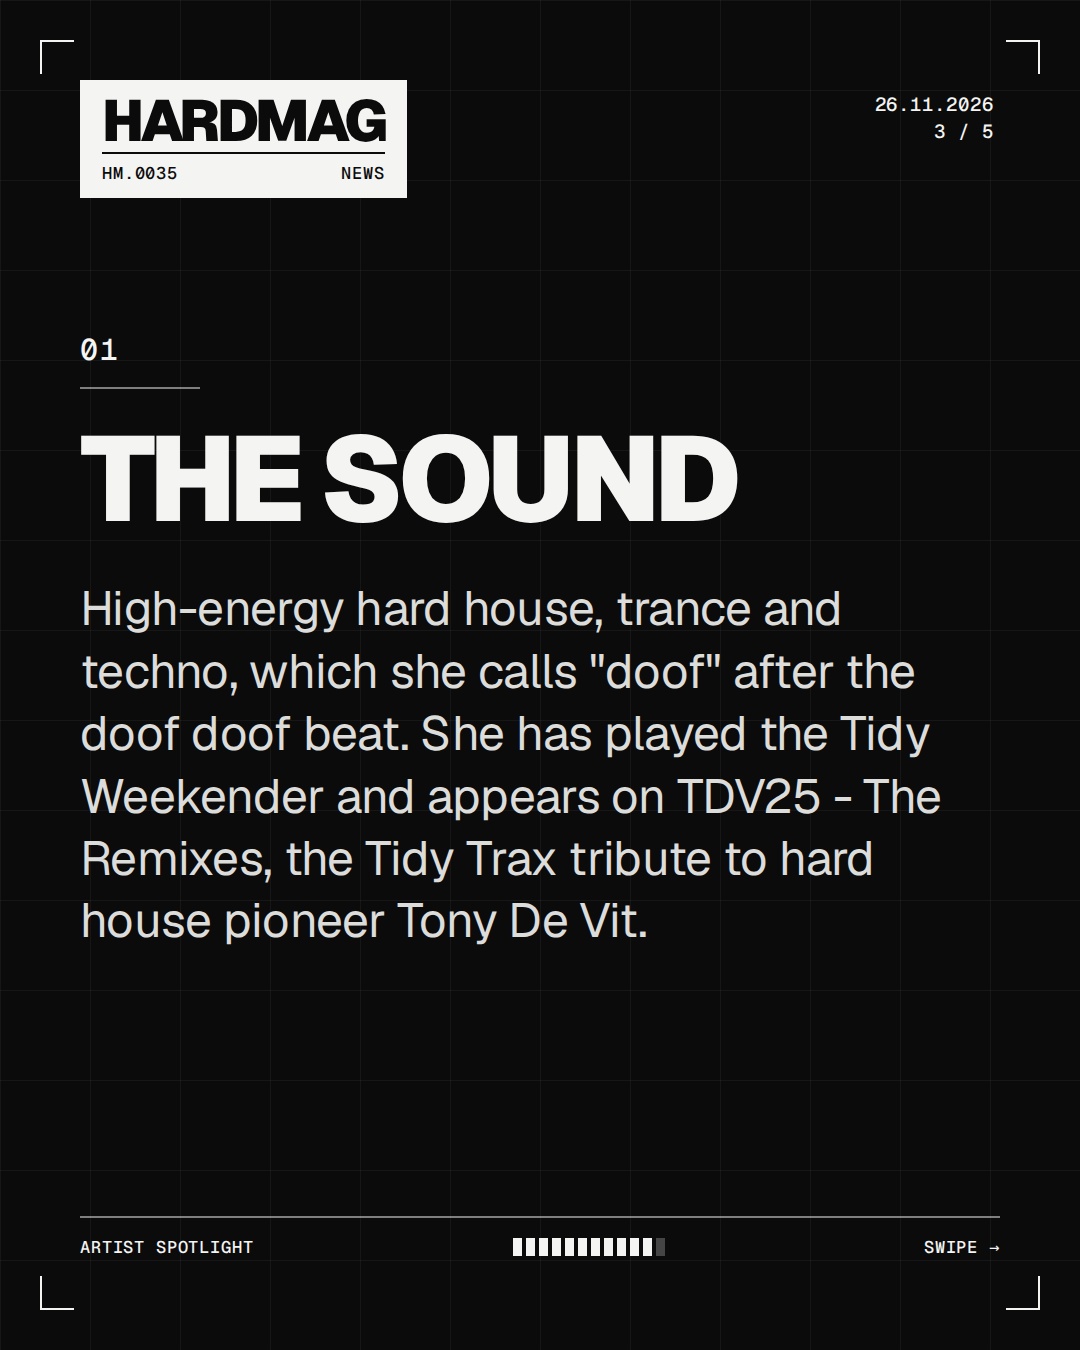 HARDMAG
HM.0035 NEWS
26.11.2026
3 / 5
01
THE SOUND
High-energy hard house, trance and
techno, which she calls "doof" after the
doof doof beat. She has played the Tidy
Weekender and appears on TDV25 - The
Remixes, the Tidy Trax tribute to hard
house pioneer Tony De Vit.
ARTIST SPOTLIGHT
SWIPE →